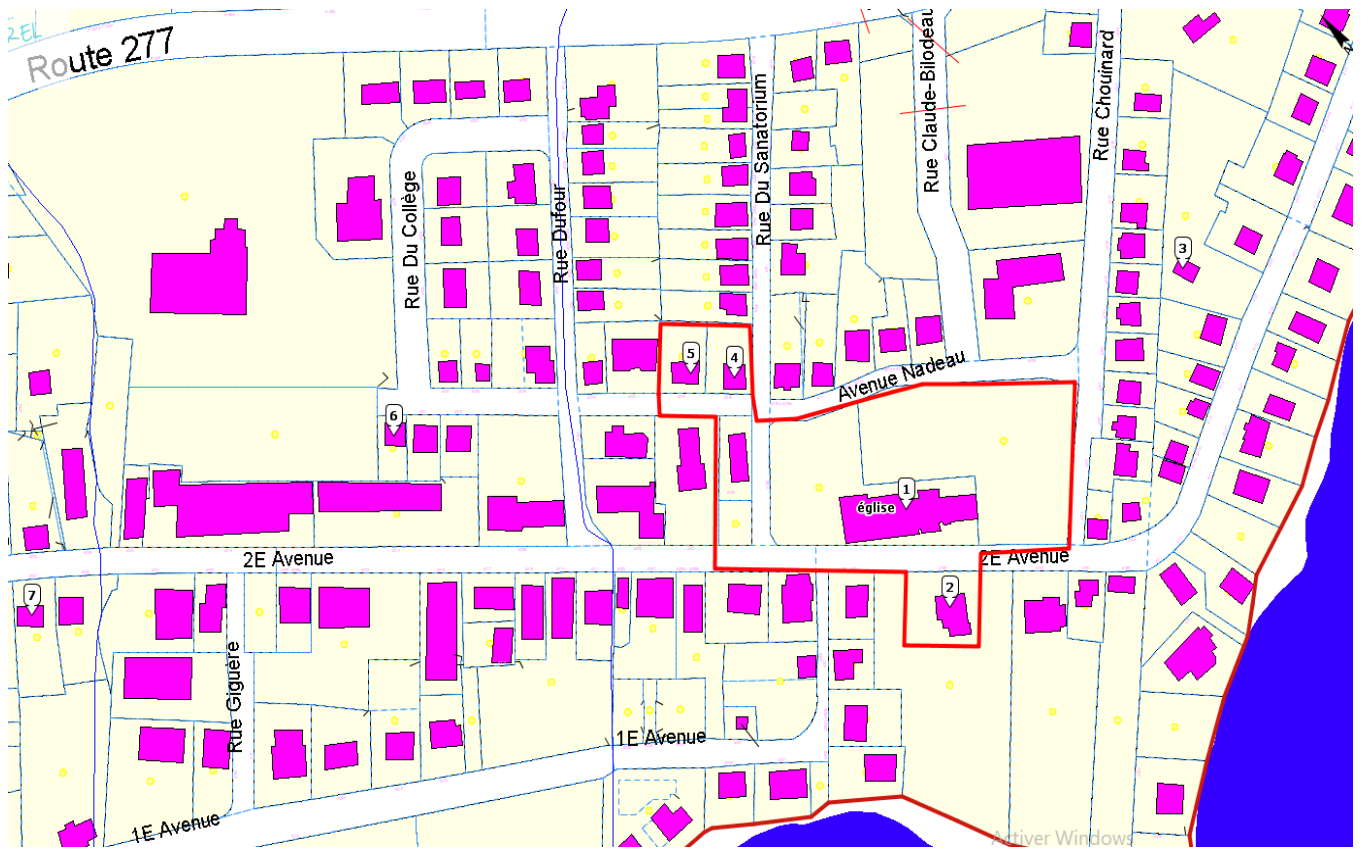 REL
Route 277
Rue Claude-Bilodeau
Rue Chouinard
Rue Du Sanatorium
Rue Du Collège
Rue Dufour
3
5
4
Avenue Nadeau
6
1
église
2E Avenue
2E Avenue
7
2
Rue Giguère
1E Avenue
1E Avenue
Activer Windows